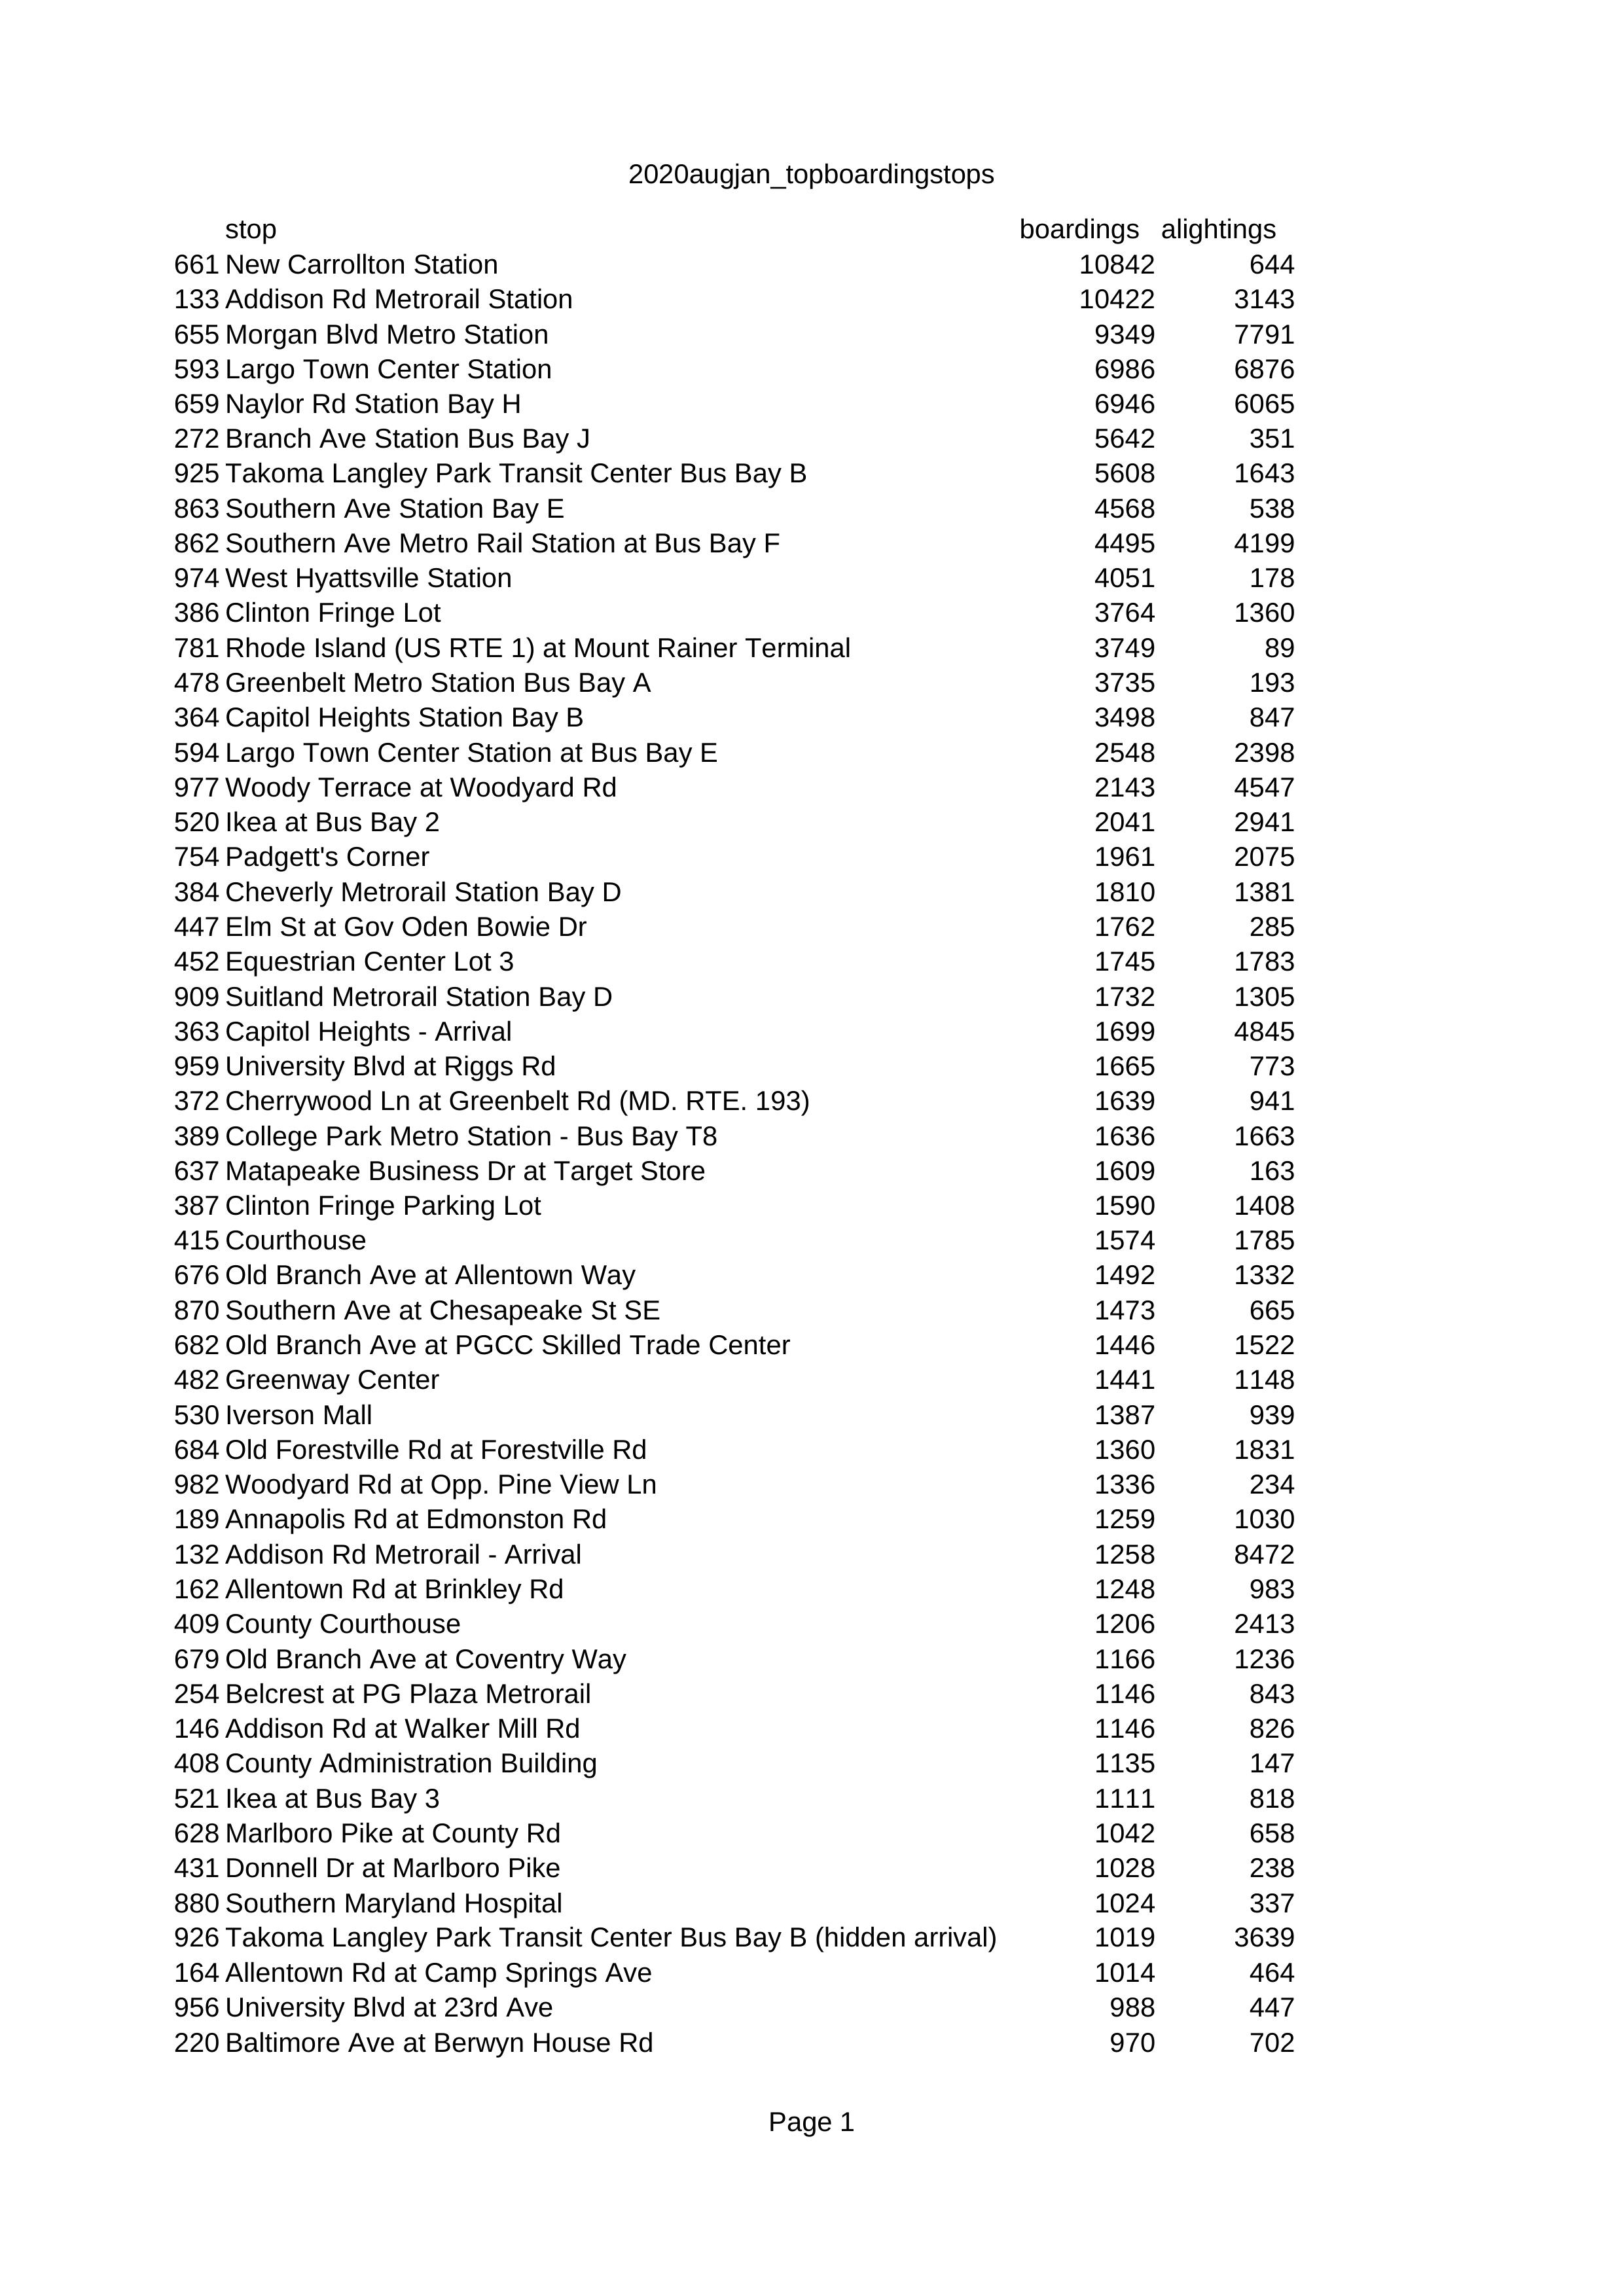 2020augjan_topboardingstops
stop boardings alightings
661 New Carrollton Station 10842 644
133 Addison Rd Metrorail Station 10422 3143
655 Morgan Blvd Metro Station 9349 7791
593 Largo Town Center Station 6986 6876
659 Naylor Rd Station Bay H 6946 6065
272 Branch Ave Station Bus Bay J 5642 351
925 Takoma Langley Park Transit Center Bus Bay B 5608 1643
863 Southern Ave Station Bay E 4568 538
862 Southern Ave Metro Rail Station at Bus Bay F 4495 4199
974 West Hyattsville Station 4051 178
386 Clinton Fringe Lot 3764 1360
781 Rhode Island (US RTE 1) at Mount Rainer Terminal 3749 89
478 Greenbelt Metro Station Bus Bay A 3735 193
364 Capitol Heights Station Bay B 3498 847
594 Largo Town Center Station at Bus Bay E 2548 2398
977 Woody Terrace at Woodyard Rd 2143 4547
520 Ikea at Bus Bay 2 2041 2941
754 Padgett's Corner 1961 2075
384 Cheverly Metrorail Station Bay D 1810 1381
447 Elm St at Gov Oden Bowie Dr 1762 285
452 Equestrian Center Lot 3 1745 1783
909 Suitland Metrorail Station Bay D 1732 1305
363 Capitol Heights - Arrival 1699 4845
959 University Blvd at Riggs Rd 1665 773
372 Cherrywood Ln at Greenbelt Rd (MD. RTE. 193) 1639 941
389 College Park Metro Station - Bus Bay T8 1636 1663
637 Matapeake Business Dr at Target Store 1609 163
387 Clinton Fringe Parking Lot 1590 1408
415 Courthouse 1574 1785
676 Old Branch Ave at Allentown Way 1492 1332
870 Southern Ave at Chesapeake St SE 1473 665
682 Old Branch Ave at PGCC Skilled Trade Center 1446 1522
482 Greenway Center 1441 1148
530 Iverson Mall 1387 939
684 Old Forestville Rd at Forestville Rd 1360 1831
982 Woodyard Rd at Opp. Pine View Ln 1336 234
189 Annapolis Rd at Edmonston Rd 1259 1030
132 Addison Rd Metrorail - Arrival 1258 8472
162 Allentown Rd at Brinkley Rd 1248 983
409 County Courthouse 1206 2413
679 Old Branch Ave at Coventry Way 1166 1236
254 Belcrest at PG Plaza Metrorail 1146 843
146 Addison Rd at Walker Mill Rd 1146 826
408 County Administration Building 1135 147
521 Ikea at Bus Bay 3 1111 818
628 Marlboro Pike at County Rd 1042 658
431 Donnell Dr at Marlboro Pike 1028 238
880 Southern Maryland Hospital 1024 337
926 Takoma Langley Park Transit Center Bus Bay B (hidden arrival) 1019 3639
164 Allentown Rd at Camp Springs Ave 1014 464
956 University Blvd at 23rd Ave 988 447
220 Baltimore Ave at Berwyn House Rd 970 702
Page 1